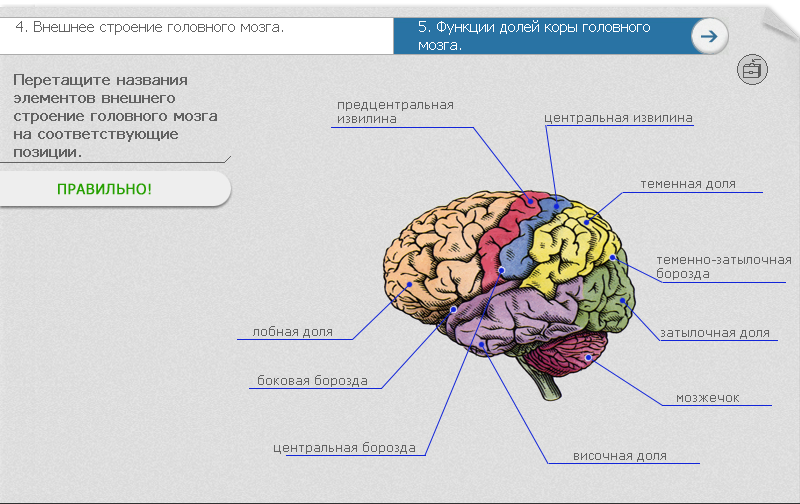 4. Внешнее строение головного мозга.
5. Функции долей коры головного
мозга.
Перетащите названия
элементов внешнего
строение головного мозга
на соответствующие
позиции.
ПРАВИЛЬНО!
предцентральная
извилина
центральная извилина
теменная доля
теменно-затылочная
борозда
лобная доля
затылочная доля
боковая борозда
мозжечок
центральная борозда
височная доля